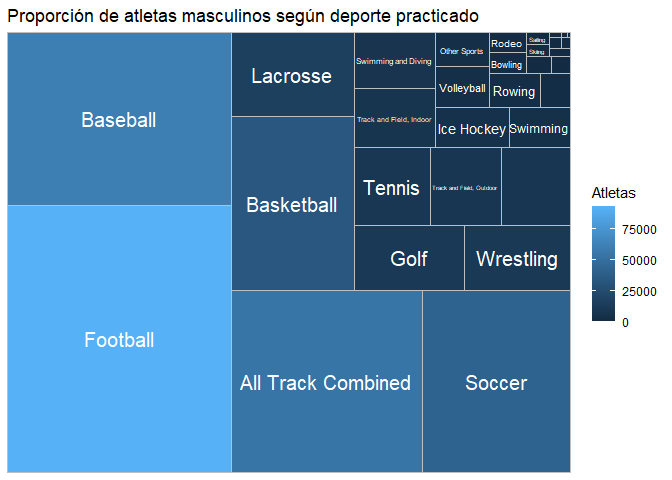 Proporción de atletas masculinos según deporte practicado
Baseball
Football
Lacrosse
Basketball
All Track Combined
Soccer
Swimming and Diving
Track and Field, Indoor
Tennis
Track and Field, Outdoor
Golf
Wrestling
Other Sports
Volleyball
Ice Hockey
Swimming
Rodeo
Bowling
Rowing
Sailing
Skiing
Atletas
75000
50000
25000
0